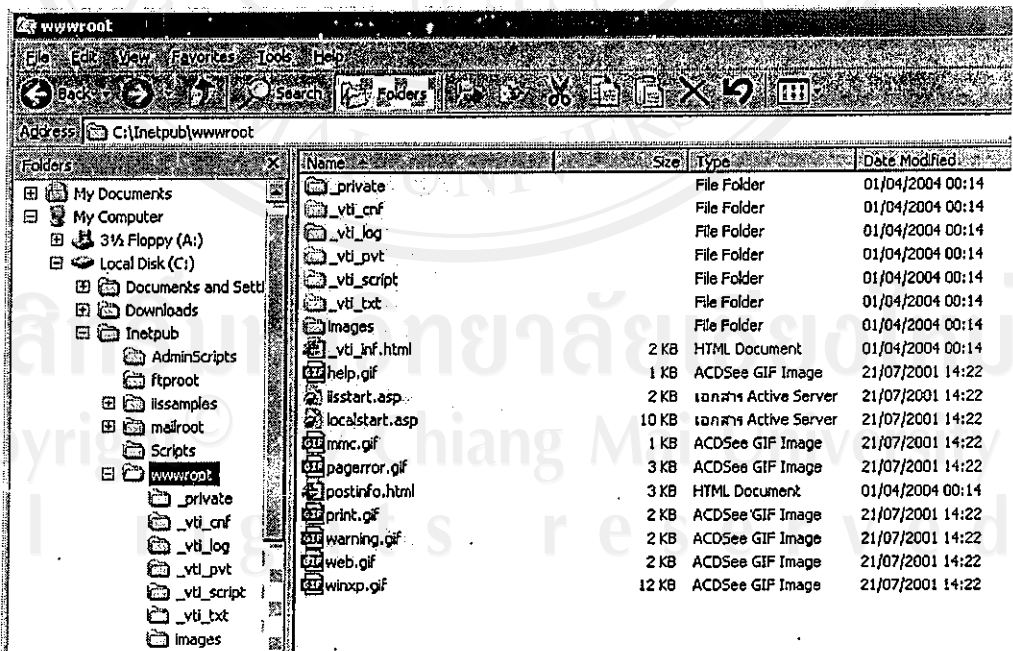 wwwroot
File Edit View Favorites Tools Help
Back Search Folders
Address C:\Inetpub\wwwroot
Folders
My Documents
My Computer
3½ Floppy (A:)
Local Disk (C:)
Documents and Setti
Downloads
Inetpub
AdminScripts
ftproot
iissamples
mailroot
Scripts
wwwroot
_private
_vti_cnf
_vti_log
_vti_pvt
_vti_script
_vti_txt
images
Name Size Type Date Modified
_private File Folder 01/04/2004 00:14
_vti_cnf File Folder 01/04/2004 00:14
_vti_log File Folder 01/04/2004 00:14
_vti_pvt File Folder 01/04/2004 00:14
_vti_script File Folder 01/04/2004 00:14
_vti_txt File Folder 01/04/2004 00:14
images File Folder 01/04/2004 00:14
_vti_inf.html 2 KB HTML Document 01/04/2004 00:14
help.gif 1 KB ACDSee GIF Image 21/07/2001 14:22
iisstart.asp 2 KB เอกสาร Active Server 21/07/2001 14:22
localstart.asp 10 KB เอกสาร Active Server 21/07/2001 14:22
mmc.gif 1 KB ACDSee GIF Image 21/07/2001 14:22
pagerror.gif 3 KB ACDSee GIF Image 21/07/2001 14:22
postinfo.html 3 KB HTML Document 01/04/2004 00:14
print.gif 2 KB ACDSee GIF Image 21/07/2001 14:22
warning.gif 2 KB ACDSee GIF Image 21/07/2001 14:22
web.gif 2 KB ACDSee GIF Image 21/07/2001 14:22
winxp.gif 12 KB ACDSee GIF Image 21/07/2001 14:22